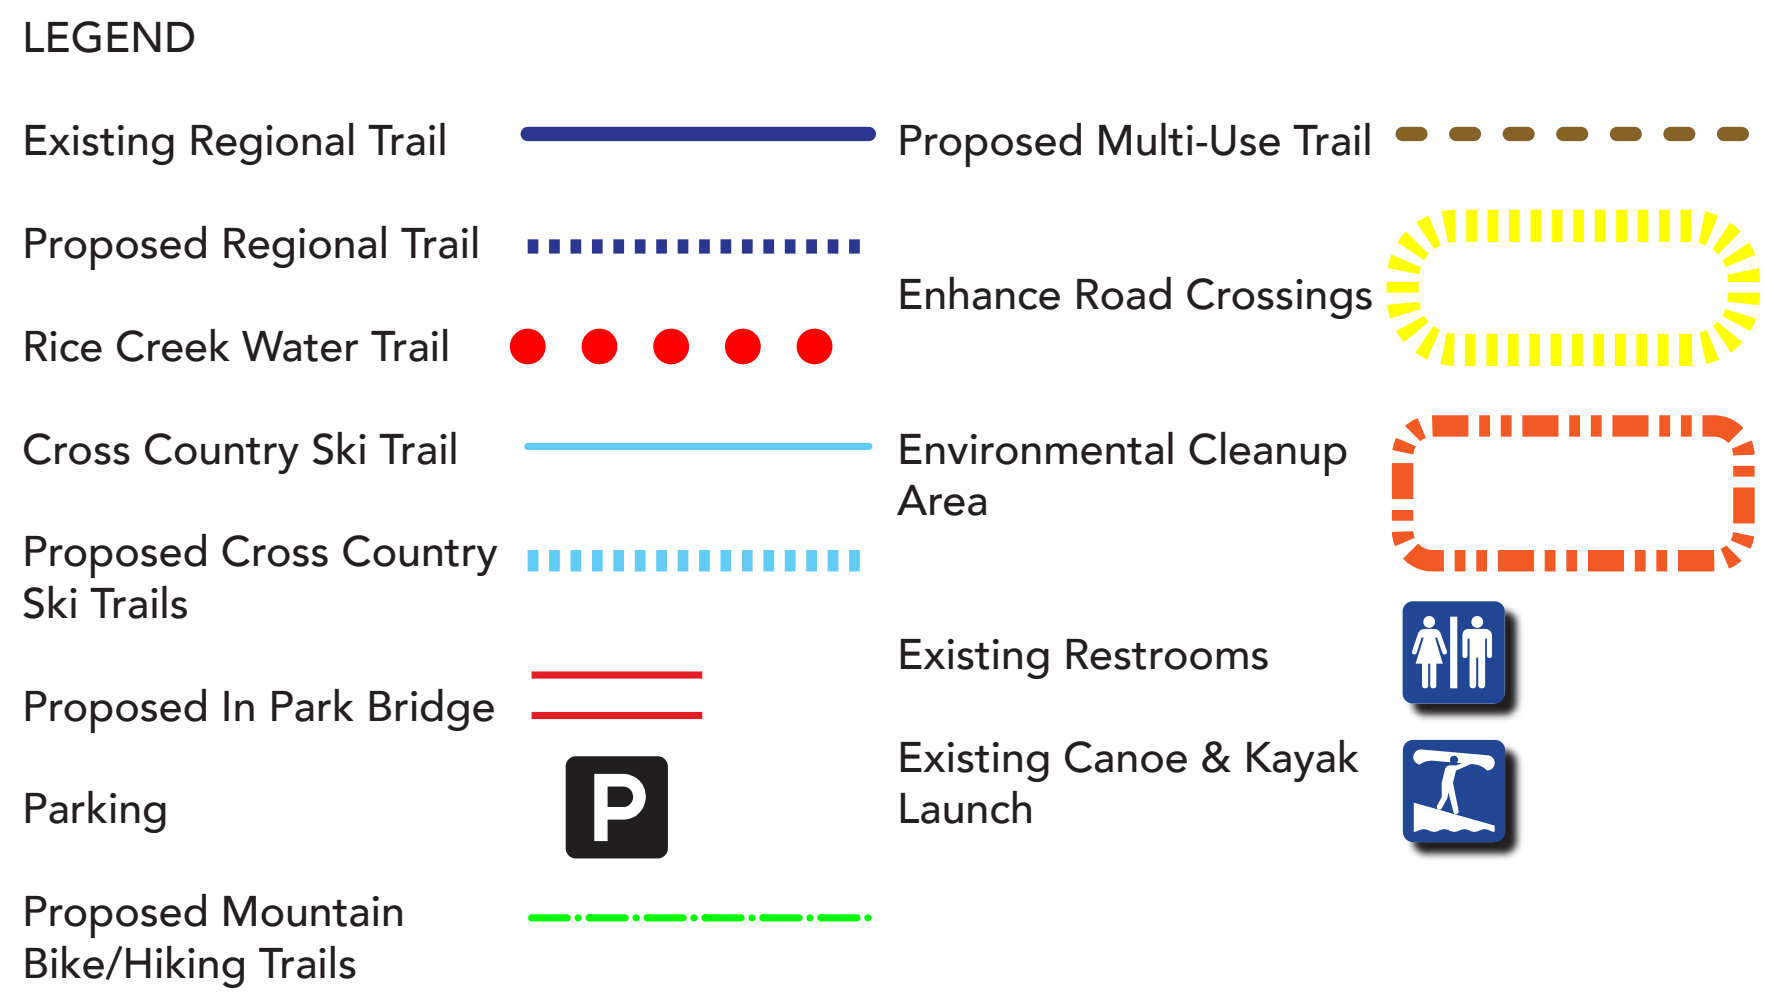 LEGEND
Existing Regional Trail
Proposed Regional Trail
Rice Creek Water Trail
Cross Country Ski Trail
Proposed Cross Country
Ski Trails
Proposed In Park Bridge
Parking
P
Proposed Mountain
Bike/Hiking Trails
Proposed Multi-Use Trail
Enhance Road Crossings
Environmental Cleanup
Area
Existing Restrooms
Existing Canoe & Kayak
Launch